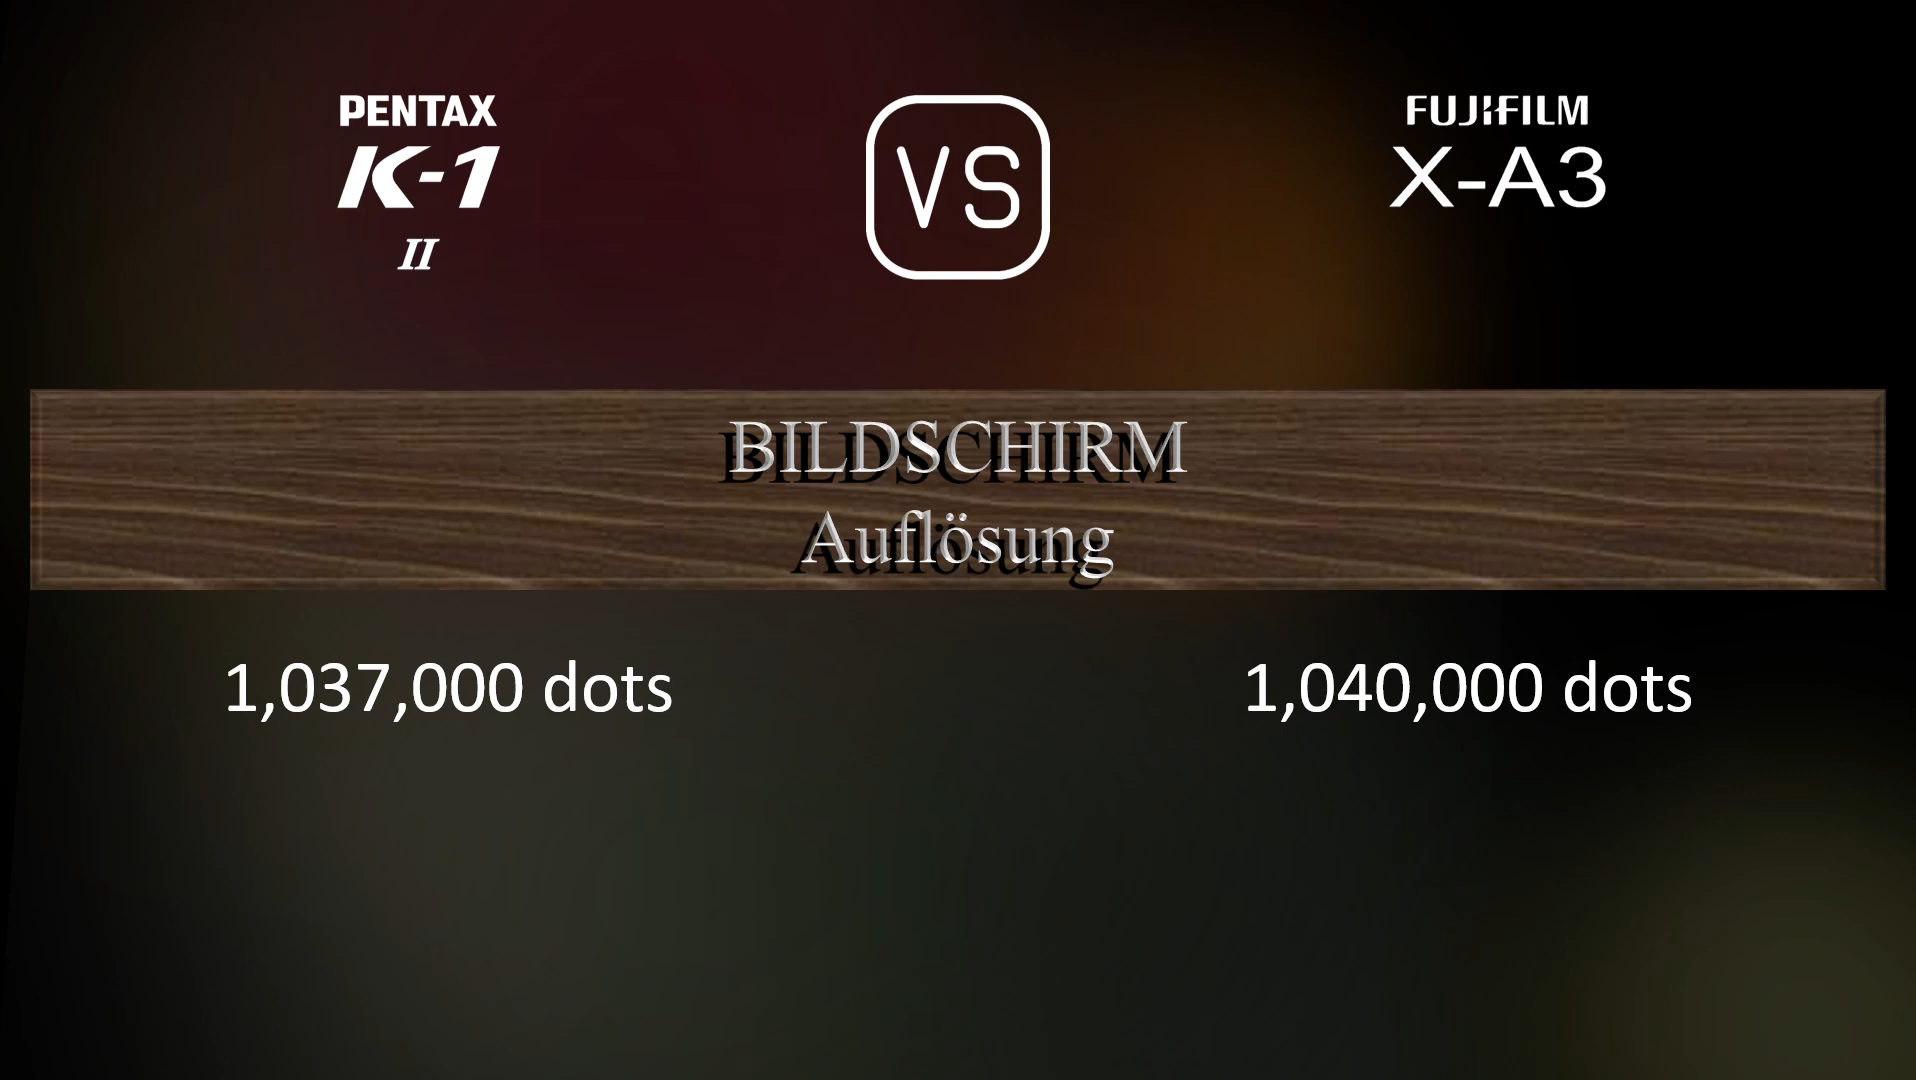 PENTAX
K-1
II
VS
FUJIFILM
X-A3
BILDSCHIRM
Auflösung
1,037,000 dots
1,040,000 dots